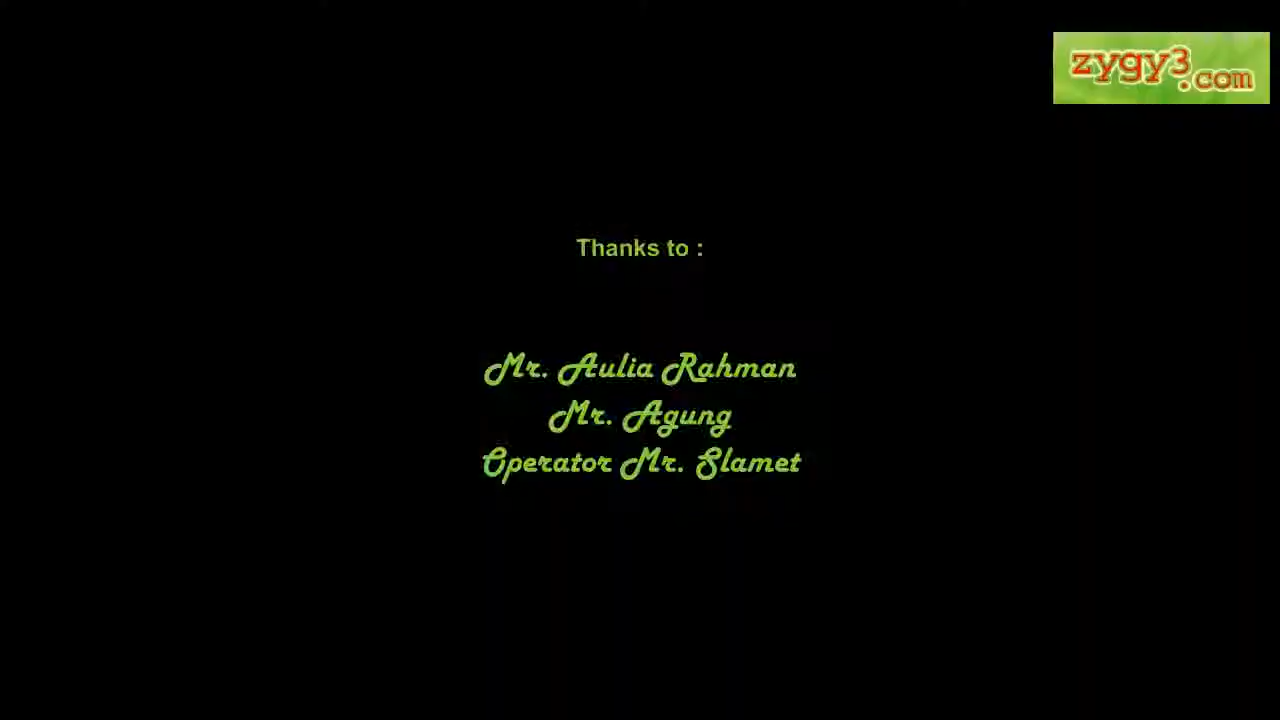 zygy3.com
Thanks to :
Mr. Aulia Rahman
Mr. Agung
Operator Mr. Slamet